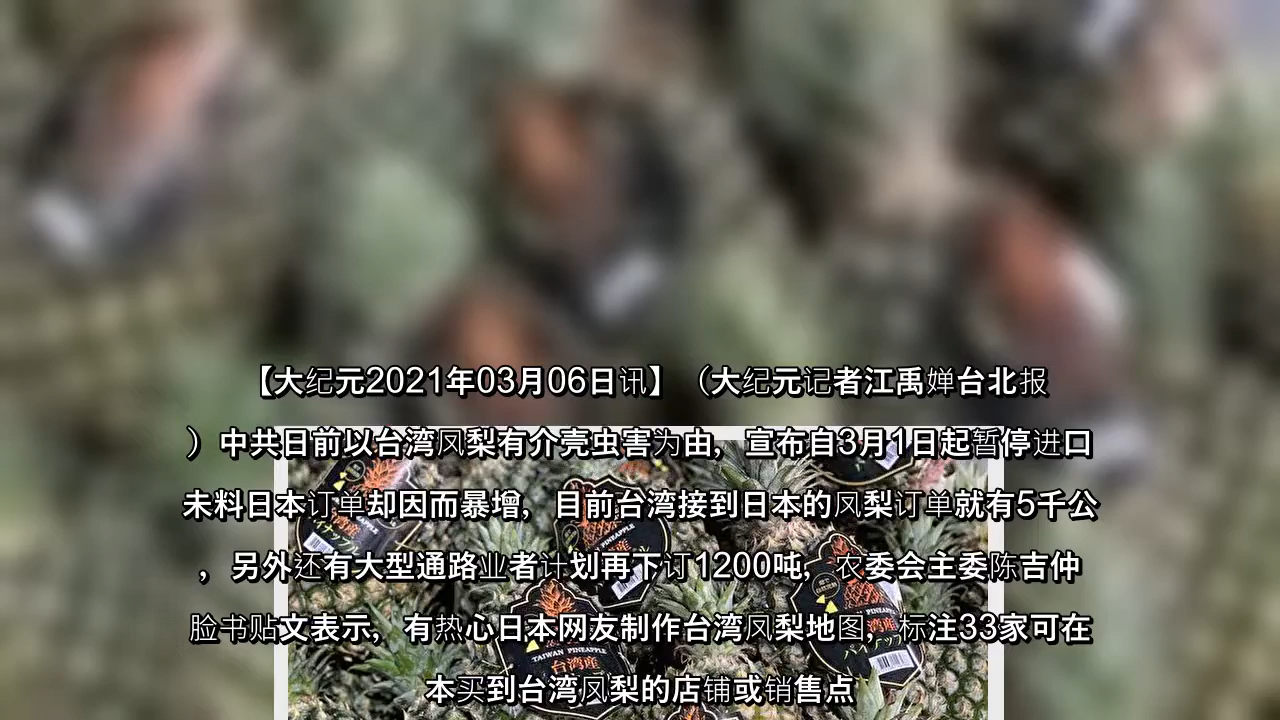 【大纪元2021年03月06日讯】（大纪元记者江禹婵台北报
）中共日前以台湾凤梨有介壳虫害为由，宣布自3月1日起暂停进口
未料日本订单却因而暴增，目前台湾接到日本的凤梨订单就有5千公
，另外还有大型通路业者计划再下订1200吨，农委会主委陈吉仲
脸书贴文表示，有热心日本网友制作台湾凤梨地图，标注33家可在
本买到台湾凤梨的店铺或销售点
PINEAPPLE
PINEAPPLE
TAIWAN PINEAPPLE
台湾産